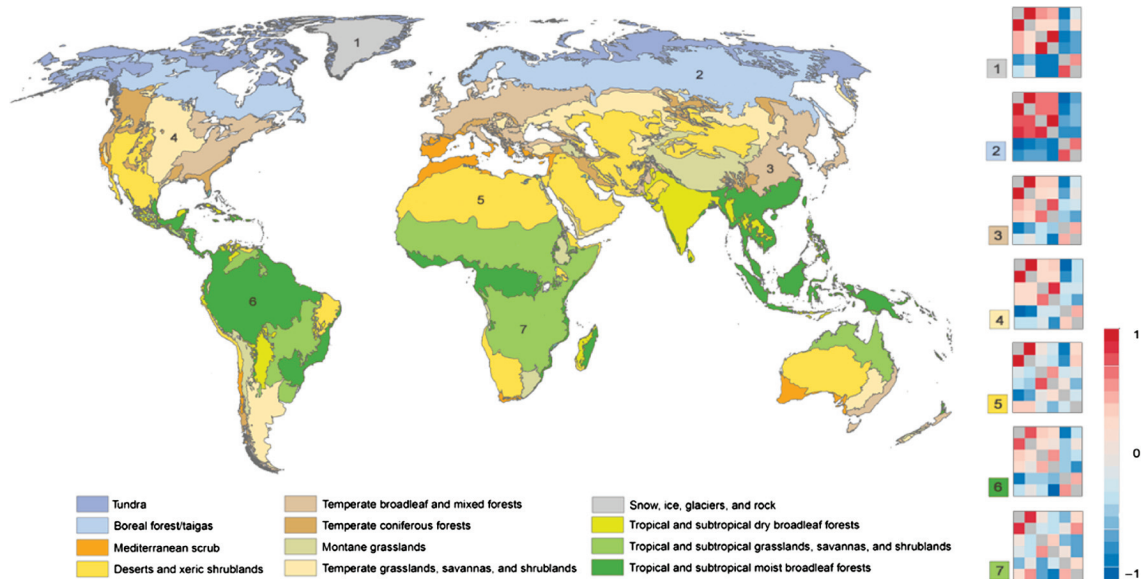 1
2
3
4
5
6
7
1
2
3
4
5
6
7
1
0
−1
Tundra
Boreal forest/taigas
Mediterranean scrub
Deserts and xeric shrublands
Temperate broadleaf and mixed forests
Temperate coniferous forests
Montane grasslands
Temperate grasslands, savannas, and shrublands
Snow, ice, glaciers, and rock
Tropical and subtropical dry broadleaf forests
Tropical and subtropical grasslands, savannas, and shrublands
Tropical and subtropical moist broadleaf forests